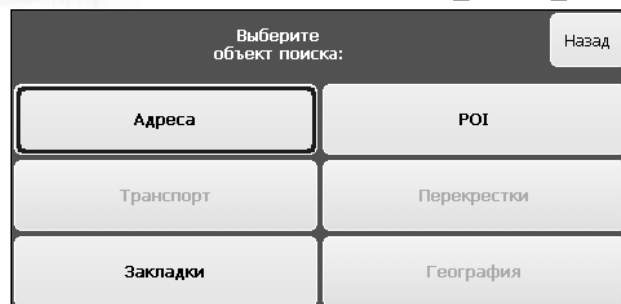 Выберите
объект поиска:
Назад
Адреса
POI
Транспорт
Перекрестки
Закладки
География